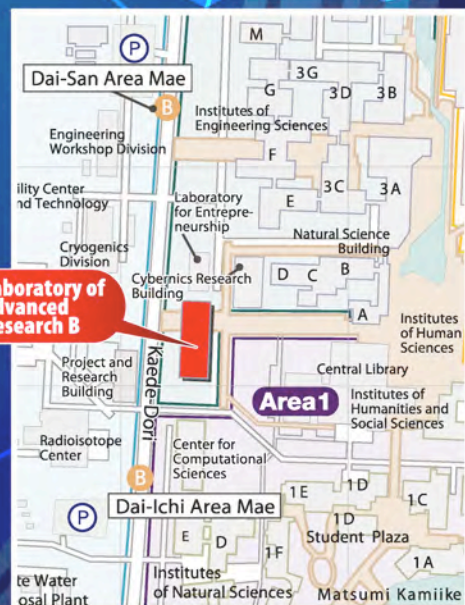 M
P
3G
Dai-San Area Mae
G
3D
3B
B
Institutes of
Engineering Sciences
Engineering
Workshop Division
F
3C
3A
E
ility Center
nd Technology
Laboratory
for Entrepre-
neurship
Natural Science
Building
Cryogenics
Division
Cybernics Research
Building
D
C
B
A
aboratory of
dvanced
esearch B
Institutes
of Human
Sciences
Kaede-Dori
Project and
Research
Building
Central Library
Area1
Institutes of
Humanities and
Social Sciences
Radioisotope
Center
Center for
Computational
Sciences
B
Dai-Ichi Area Mae
1E
1D
1C
P
1D
Student Plaza
E
D
1F
1A
te Water
osal Plant
Institutes
of Natural Sciences
Matsumi Kamiike